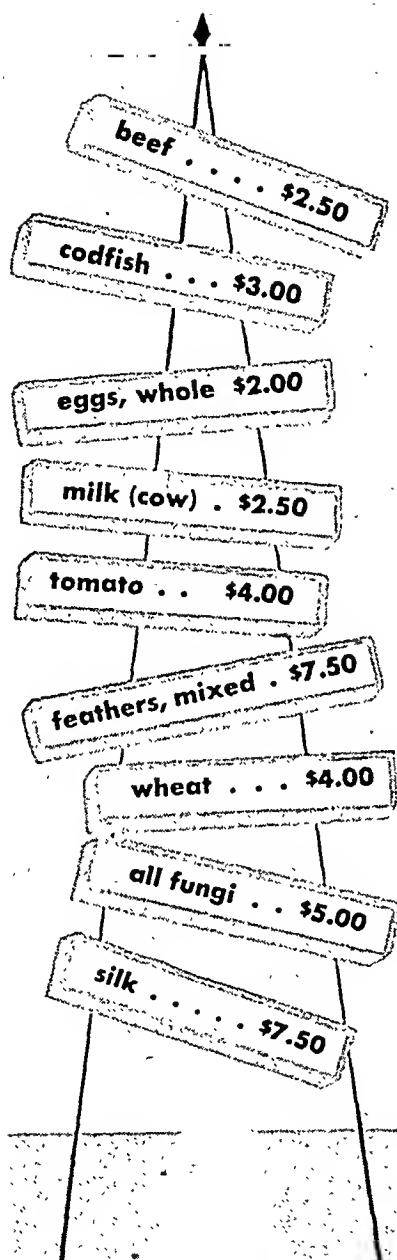 beef . . . . $2.50
codfish . . . $3.00
eggs, whole $2.00
milk (cow) . $2.50
tomato . . $4.00
feathers, mixed . $7.50
wheat . . . $4.00
all fungi . . $5.00
silk . . . . . $7.50